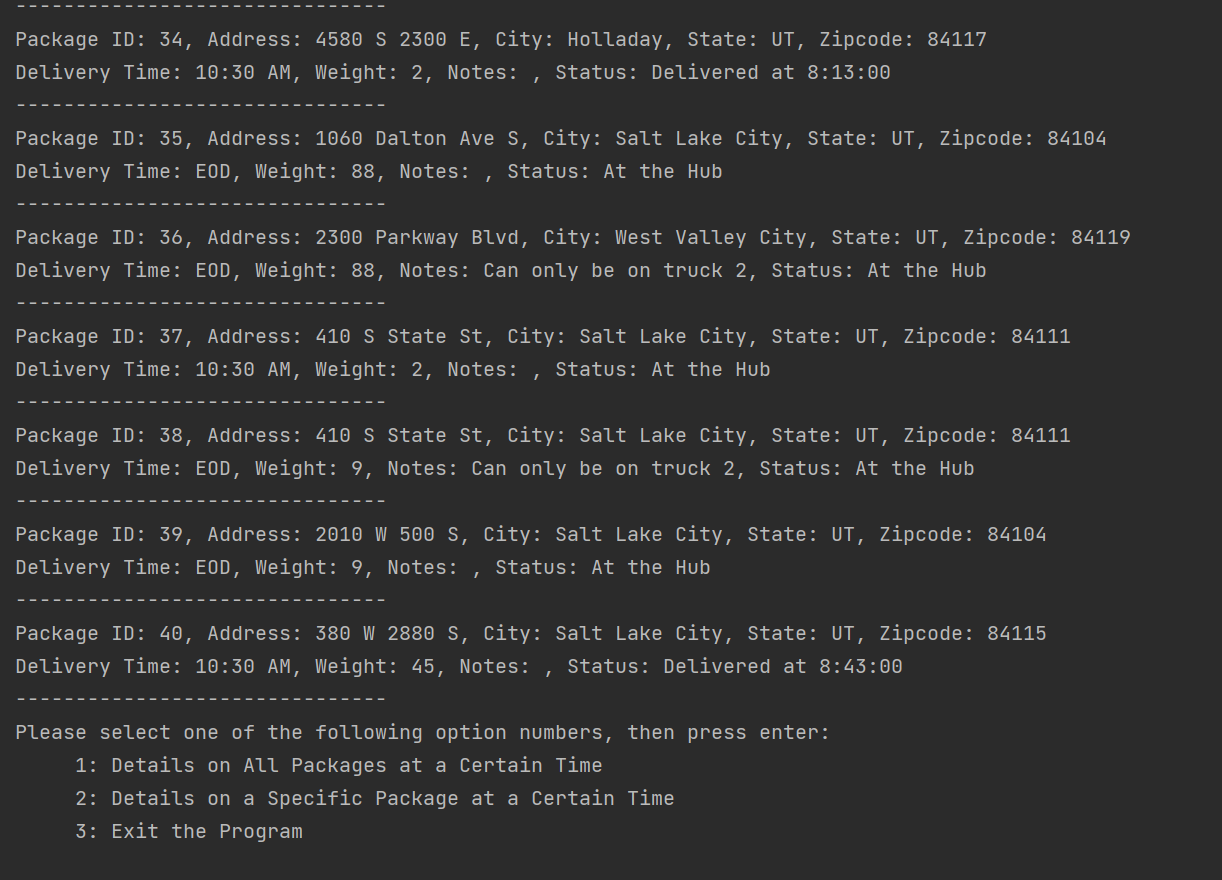 -------------------------------
Package ID: 34, Address: 4580 S 2300 E, City: Holladay, State: UT, Zipcode: 84117
Delivery Time: 10:30 AM, Weight: 2, Notes: , Status: Delivered at 8:13:00
-------------------------------
Package ID: 35, Address: 1060 Dalton Ave S, City: Salt Lake City, State: UT, Zipcode: 84104
Delivery Time: EOD, Weight: 88, Notes: , Status: At the Hub
-------------------------------
Package ID: 36, Address: 2300 Parkway Blvd, City: West Valley City, State: UT, Zipcode: 84119
Delivery Time: EOD, Weight: 88, Notes: Can only be on truck 2, Status: At the Hub
-------------------------------
Package ID: 37, Address: 410 S State St, City: Salt Lake City, State: UT, Zipcode: 84111
Delivery Time: 10:30 AM, Weight: 2, Notes: , Status: At the Hub
-------------------------------
Package ID: 38, Address: 410 S State St, City: Salt Lake City, State: UT, Zipcode: 84111
Delivery Time: EOD, Weight: 9, Notes: Can only be on truck 2, Status: At the Hub
-------------------------------
Package ID: 39, Address: 2010 W 500 S, City: Salt Lake City, State: UT, Zipcode: 84104
Delivery Time: EOD, Weight: 9, Notes: , Status: At the Hub
-------------------------------
Package ID: 40, Address: 380 W 2880 S, City: Salt Lake City, State: UT, Zipcode: 84115
Delivery Time: 10:30 AM, Weight: 45, Notes: , Status: Delivered at 8:43:00
-------------------------------
Please select one of the following option numbers, then press enter:
     1: Details on All Packages at a Certain Time
     2: Details on a Specific Package at a Certain Time
     3: Exit the Program